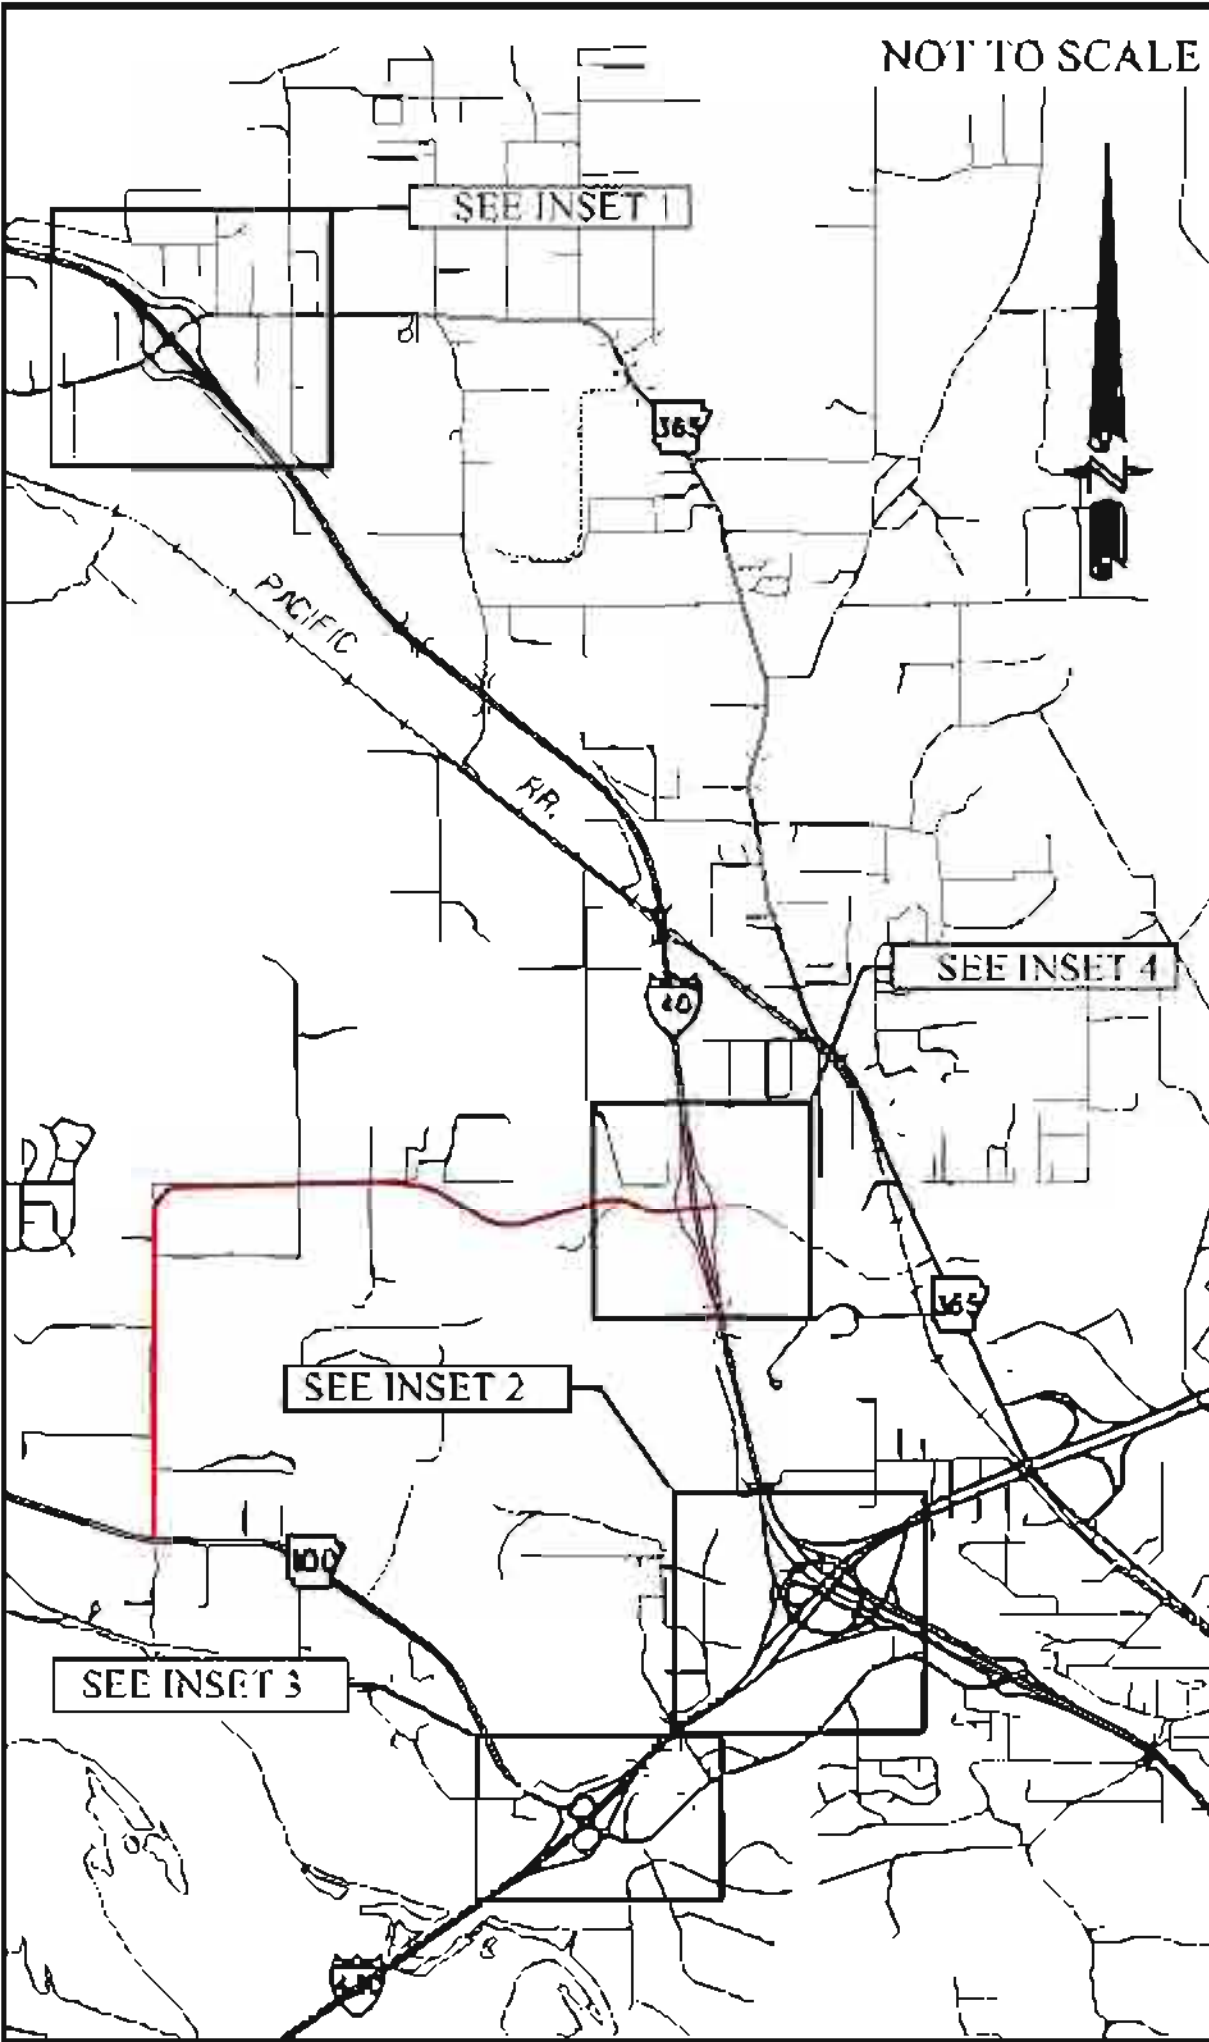 NOT TO SCALE
SEE INSET 1
365
PACIFIC
RR.
SEE INSET 4
40
365
SEE INSET 2
100
SEE INSET 3